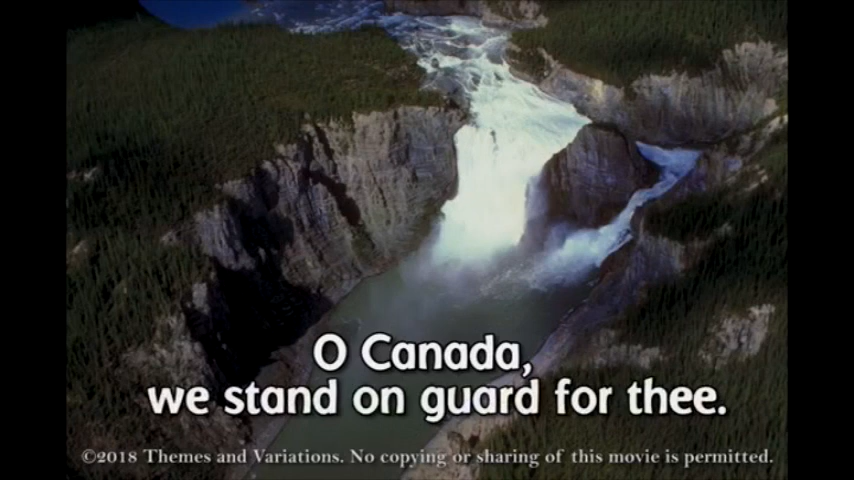 O Canada,
we stand on guard for thee.
©2018 Themes and Variations. No copying or sharing of this movie is permitted.